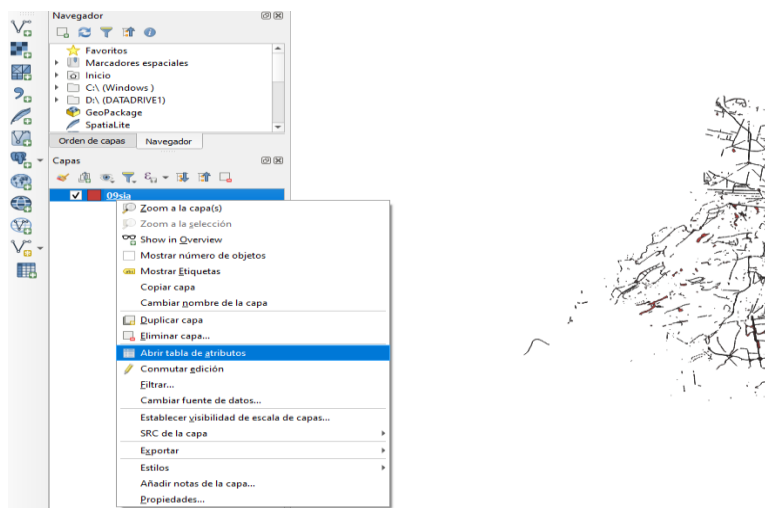 Navegador
Favoritos
Marcadores espaciales
Inicio
C:\ (Windows )
D:\ (DATADRIVE1)
GeoPackage
SpatiaLite
Orden de capas Navegador
Capas
09sia
Zoom a la capa(s)
Zoom a la selección
Show in Overview
Mostrar número de objetos
Mostrar Etiquetas
Copiar capa
Cambiar nombre de la capa
Duplicar capa
Eliminar capa...
Abrir tabla de atributos
Conmutar edición
Filtrar...
Cambiar fuente de datos...
Establecer visibilidad de escala de capas...
SRC de la capa
Exportar
Estilos
Añadir notas de la capa...
Propiedades...